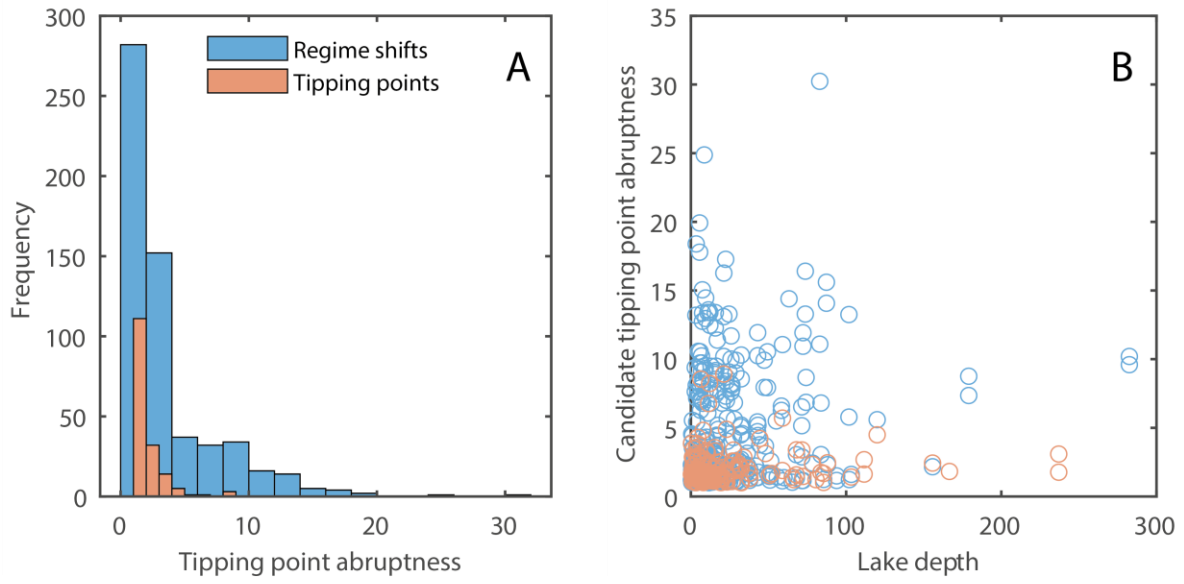 A
Regime shifts
Tipping points
Frequency
300
250
200
150
100
50
0
0
10
20
30
Tipping point abruptness
B
Candidate tipping point abruptness
35
30
25
20
15
10
5
0
0
100
200
300
Lake depth